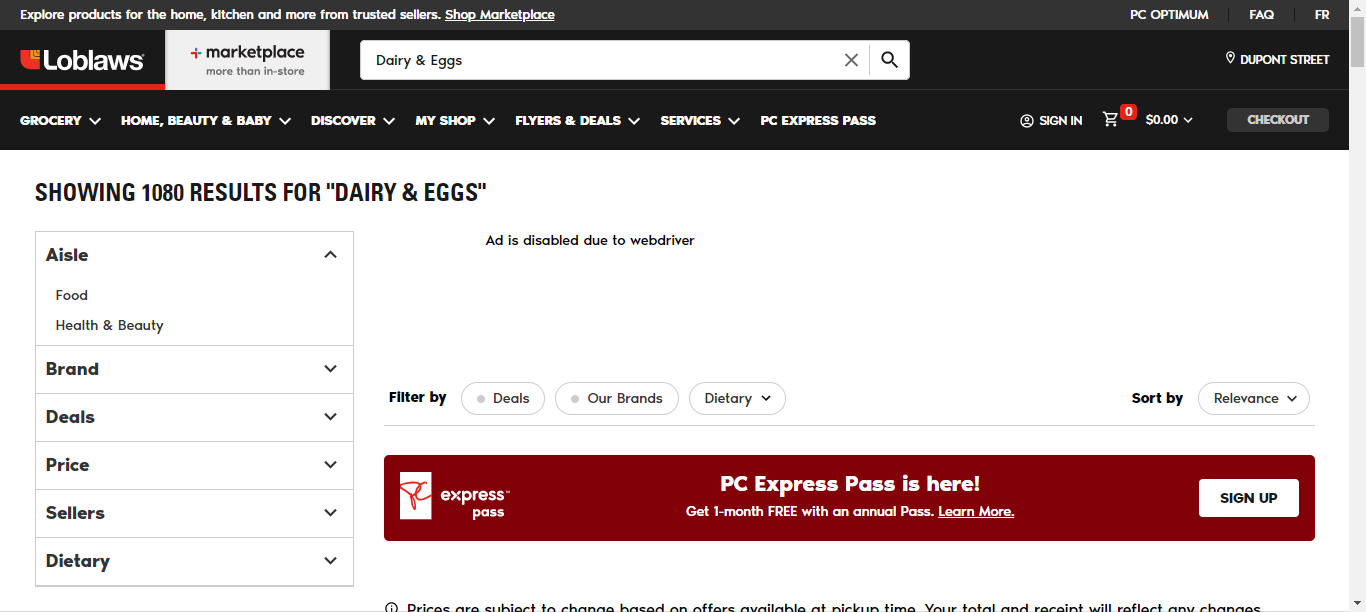 Explore products for the home, kitchen and more from trusted sellers. Shop Marketplace
PC OPTIMUM FAQ FR
Loblaws
marketplace
more than in-store
Dairy & Eggs
DUPONT STREET
GROCERY HOME, BEAUTY & BABY DISCOVER MY SHOP FLYERS & DEALS SERVICES PC EXPRESS PASS
SIGN IN 0 $0.00 CHECKOUT
SHOWING 1080 RESULTS FOR "DAIRY & EGGS"
Aisle
Food
Health & Beauty
Brand
Deals
Price
Sellers
Dietary
Ad is disabled due to webdriver
Filter by Deals Our Brands Dietary
Sort by Relevance
PC express™
pass
PC Express Pass is here!
Get 1-month FREE with an annual Pass. Learn More.
SIGN UP
Prices are subject to change based on offers available at pickup time. Your total and receipt will reflect any changes.